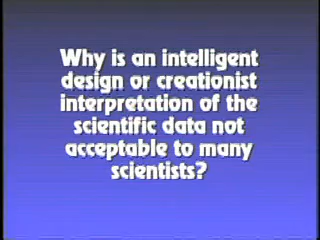 Why is an intelligent
design or creationist
interpretation of the
scientific data not
acceptable to many
scientists?